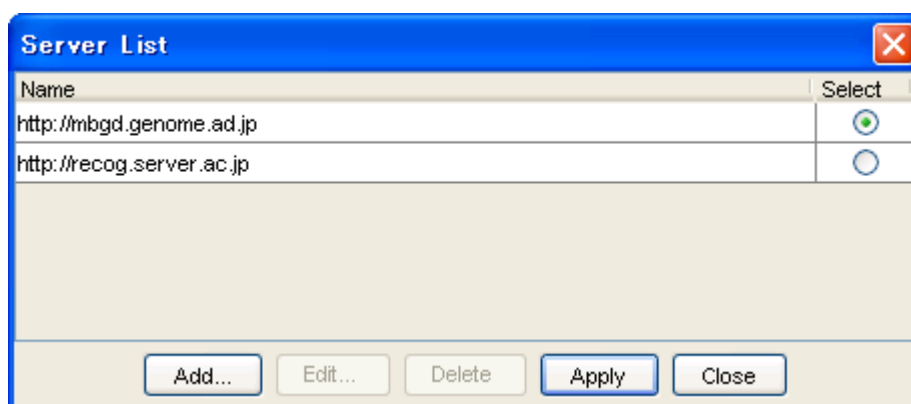 Server List
Name Select
http://mbgd.genome.ad.jp
http://recog.server.ac.jp
Add... Edit... Delete Apply Close